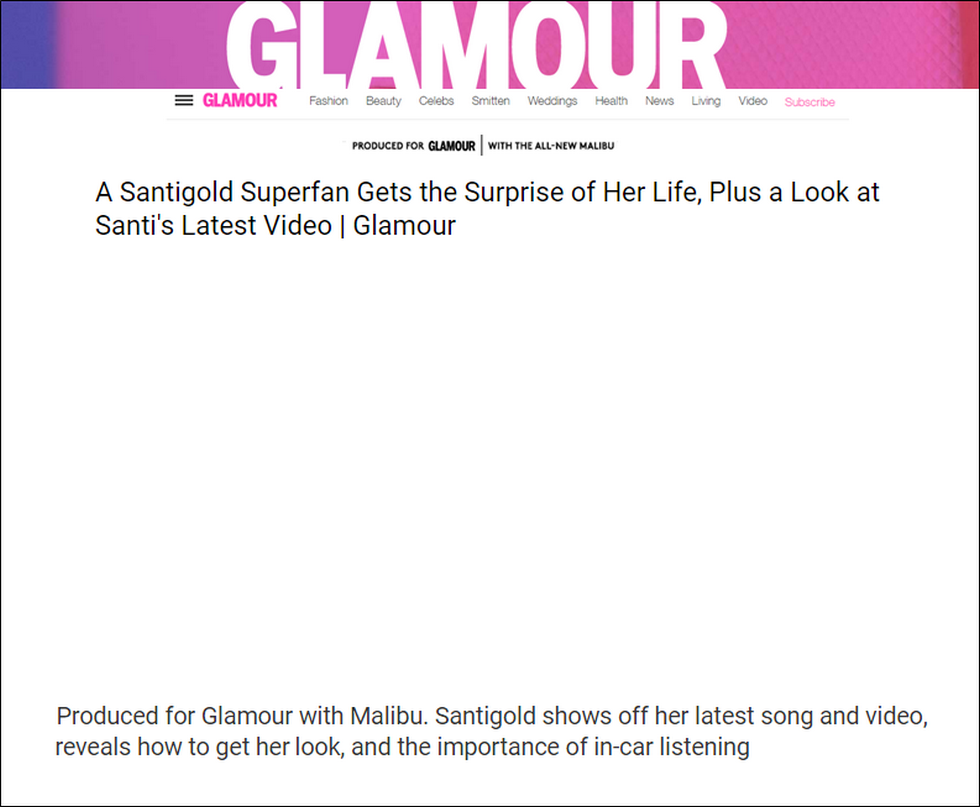 GLAMOUR
GLAMOUR Fashion Beauty Celebs Smitten Weddings Health News Living Video Subscribe
PRODUCED FOR GLAMOUR | WITH THE ALL-NEW MALIBU
A Santigold Superfan Gets the Surprise of Her Life, Plus a Look at
Santi's Latest Video | Glamour
Produced for Glamour with Malibu. Santigold shows off her latest song and video,
reveals how to get her look, and the importance of in-car listening